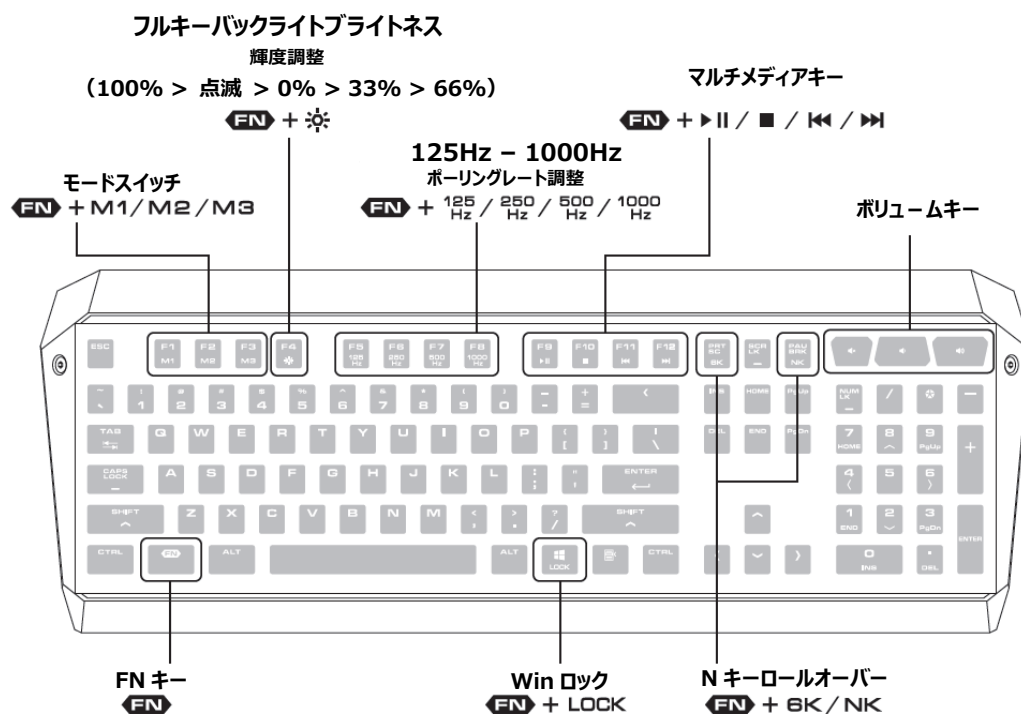 フルキーバックライトブライトネス
輝度調整
（100% > 点滅 > 0% > 33% > 66%）
FN +
マルチメディアキー
FN + ▶II / ■ / I◀◀ / ▶▶I
125Hz – 1000Hz
ポーリングレート調整
FN + 125 Hz / 250 Hz / 500 Hz / 1000 Hz
モードスイッチ
FN + M1/M2/M3
ボリュームキー
ESC F1 F2 F3 F4 F5 F6 F7 F8 F9 F10 F11 F12 PRT SC SCR LK PAU BRK
M1 M2 M3 125 Hz 250 Hz 500 Hz 1000 Hz 6K NK
~ ! @ # $ % ^ & * ( ) – +
` 1 2 3 4 5 6 7 8 9 0 - = INS HOME PgUp NUM LK / –
TAG Q W E R T Y U I O P { [ } ] | \ DEL END PgDn 7 HOME 8 9 PgUp +
CAPS LOCK A S D F G H J K L : ; " ' ENTER 4 5 6
SHIFT Z X C V B N M < , > . ? / SHIFT 1 END 2 3 PgDn ENTER
CTRL FN ALT ALT LOCK CTRL 0 INS . DEL
FN キー
FN
Win ロック
FN + LOCK
N キーロールオーバー
FN + 6K/NK